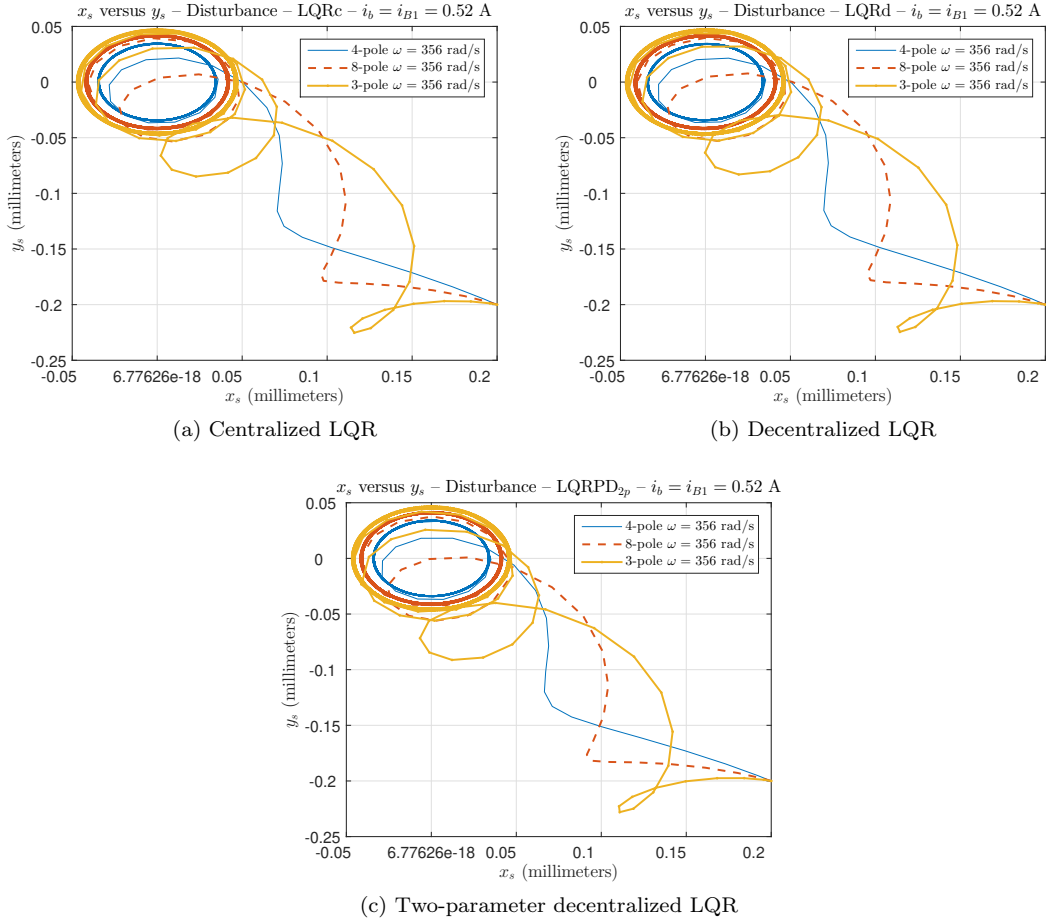 x_s versus y_s – Disturbance – LQRc – i_b = i_{B1} = 0.52 A
0.05
0
-0.05
-0.1
-0.15
-0.2
-0.25
y_s (millimeters)
4-pole ω = 356 rad/s
8-pole ω = 356 rad/s
3-pole ω = 356 rad/s
-0.05 6.77626e-18 0.05 0.1 0.15 0.2
x_s (millimeters)
(a) Centralized LQR
x_s versus y_s – Disturbance – LQRd – i_b = i_{B1} = 0.52 A
0.05
0
-0.05
-0.1
-0.15
-0.2
-0.25
y_s (millimeters)
4-pole ω = 356 rad/s
8-pole ω = 356 rad/s
3-pole ω = 356 rad/s
-0.05 6.77626e-18 0.05 0.1 0.15 0.2
x_s (millimeters)
(b) Decentralized LQR
x_s versus y_s – Disturbance – LQRPD_{2p} – i_b = i_{B1} = 0.52 A
0.05
0
-0.05
-0.1
-0.15
-0.2
-0.25
y_s (millimeters)
4-pole ω = 356 rad/s
8-pole ω = 356 rad/s
3-pole ω = 356 rad/s
-0.05 6.77626e-18 0.05 0.1 0.15 0.2
x_s (millimeters)
(c) Two-parameter decentralized LQR